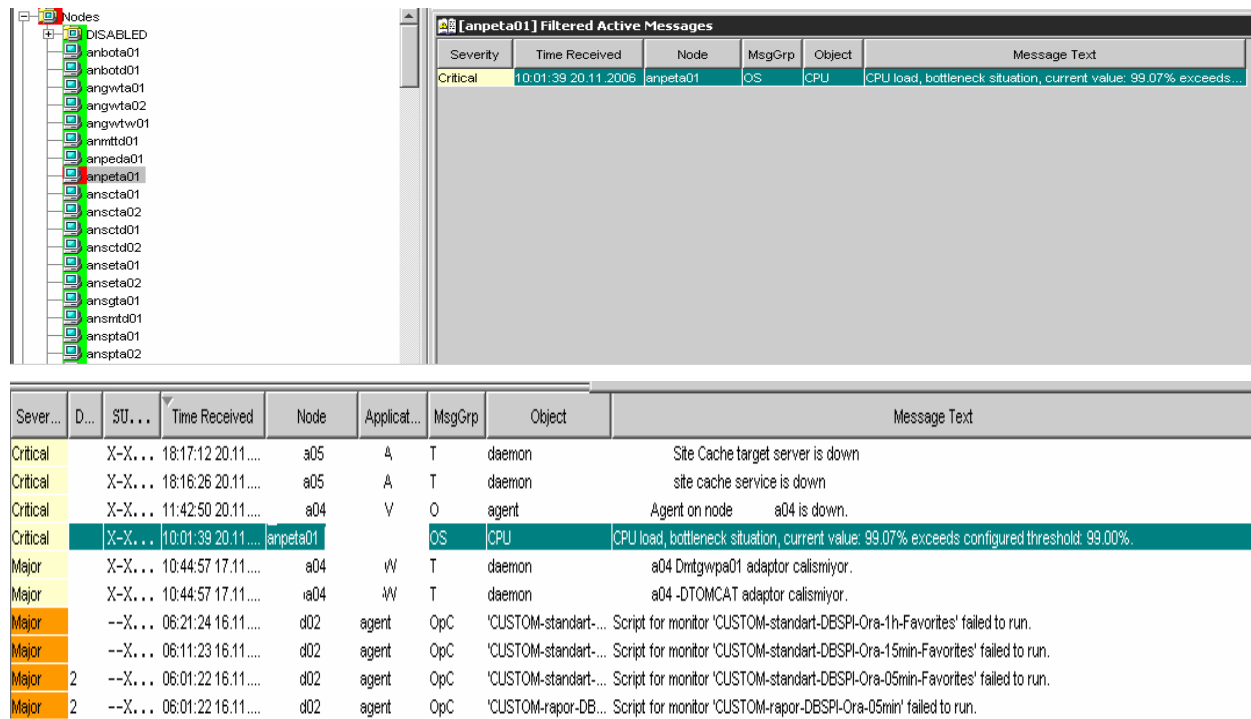 Nodes
DISABLED
anbota01
anbotd01
angwta01
angwta02
angwtw01
anmttd01
anpeda01
anpeta01
anscta01
anscta02
ansctd01
ansctd02
anseta01
anseta02
ansgta01
ansmtd01
anspta01
anspta02
[anpeta01] Filtered Active Messages
Severity Time Received Node MsgGrp Object Message Text
Critical 10:01:39 20.11.2006 anpeta01 OS CPU CPU load, bottleneck situation, current value: 99.07% exceeds...
Sever... D... SU... Time Received Node Applicat... MsgGrp Object Message Text
Critical X-X... 18:17:12 20.11.... a05 A T daemon Site Cache target server is down
Critical X-X... 18:16:26 20.11.... a05 A T daemon site cache service is down
Critical X-X... 11:42:50 20.11.... a04 V O agent Agent on node a04 is down.
Critical X-X... 10:01:39 20.11.... anpeta01 OS CPU CPU load, bottleneck situation, current value: 99.07% exceeds configured threshold: 99.00%.
Major X-X... 10:44:57 17.11.... a04 W T daemon a04 Dmtgwpa01 adaptor calismiyor.
Major X-X... 10:44:57 17.11.... a04 W T daemon a04 -DTOMCAT adaptor calismiyor.
Major --X... 06:21:24 16.11.... d02 agent OpC 'CUSTOM-standart-... Script for monitor 'CUSTOM-standart-DBSPI-Ora-1h-Favorites' failed to run.
Major --X... 06:11:23 16.11.... d02 agent OpC 'CUSTOM-standart-... Script for monitor 'CUSTOM-standart-DBSPI-Ora-15min-Favorites' failed to run.
Major 2 --X... 06:01:22 16.11.... d02 agent OpC 'CUSTOM-standart-... Script for monitor 'CUSTOM-standart-DBSPI-Ora-05min-Favorites' failed to run.
Major 2 --X... 06:01:22 16.11.... d02 agent OpC 'CUSTOM-rapor-DB... Script for monitor 'CUSTOM-rapor-DBSPI-Ora-05min' failed to run.